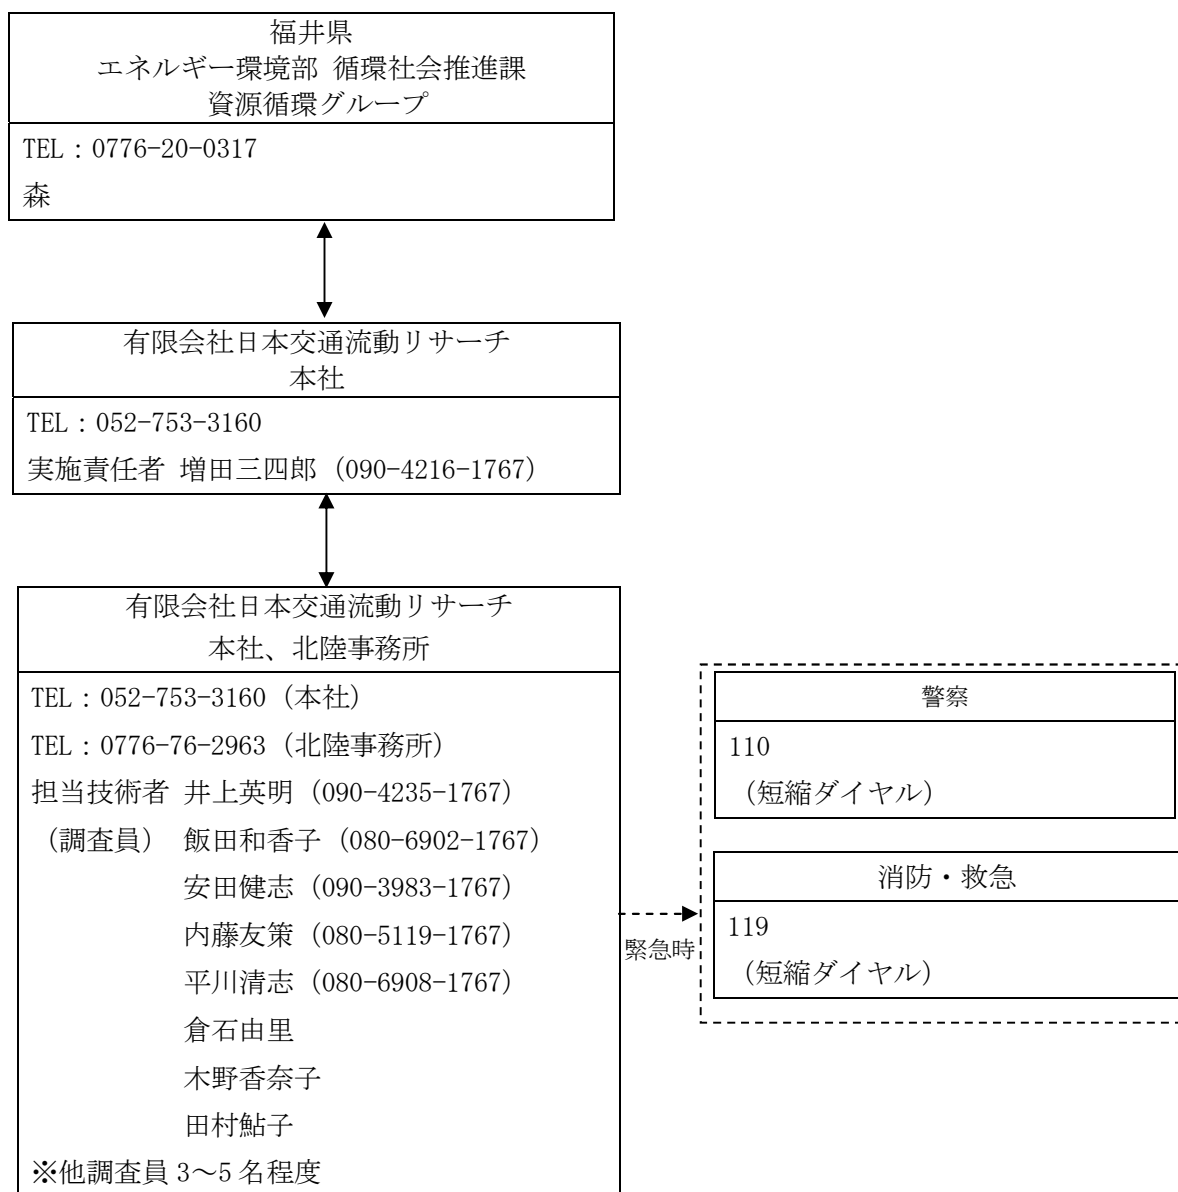 福井県
エネルギー環境部 循環社会推進課
資源循環グループ
TEL：0776-20-0317
森
有限会社日本交通流動リサーチ
本社
TEL：052-753-3160
実施責任者 増田三四郎（090-4216-1767）
有限会社日本交通流動リサーチ
本社、北陸事務所
TEL：052-753-3160（本社）
TEL：0776-76-2963（北陸事務所）
担当技術者 井上英明（090-4235-1767）
（調査員） 飯田和香子（080-6902-1767）
安田健志（090-3983-1767）
内藤友策（080-5119-1767）
平川清志（080-6908-1767）
倉石由里
木野香奈子
田村鮎子
※他調査員 3～5 名程度
緊急時
警察
110
（短縮ダイヤル）
消防・救急
119
（短縮ダイヤル）